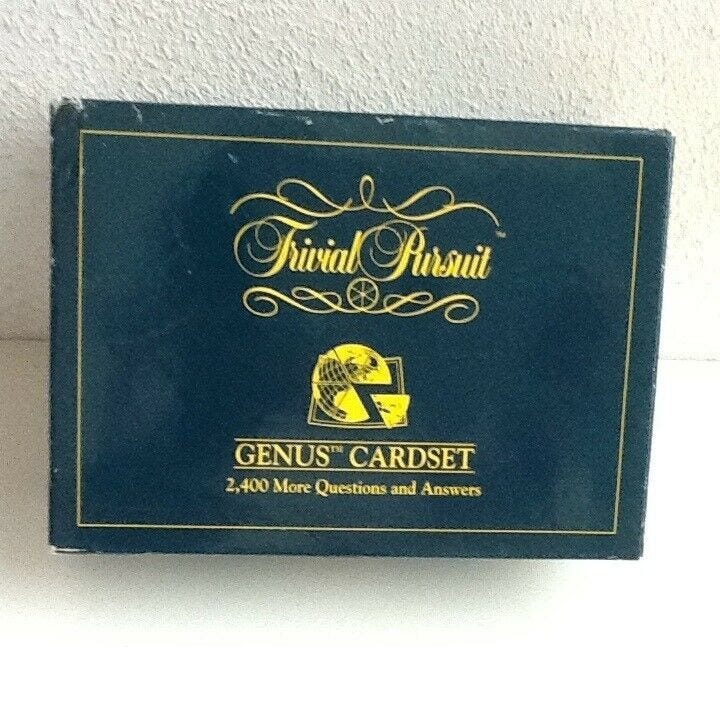 Trivial Pursuit™
GENUS™ CARDSET
2,400 More Questions and Answers